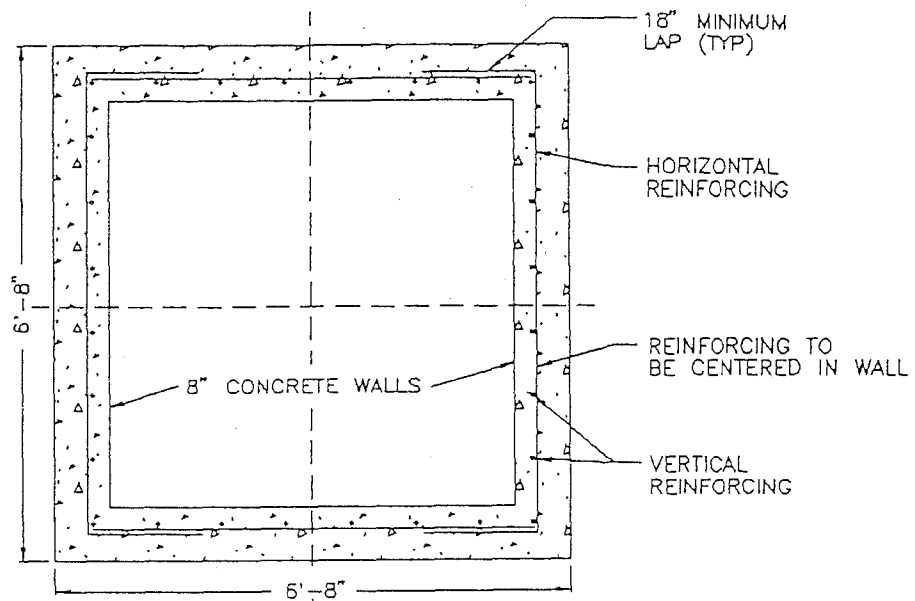 18" MINIMUM
LAP (TYP)
HORIZONTAL
REINFORCING
6'-8"
REINFORCING TO
BE CENTERED IN WALL
8" CONCRETE WALLS
VERTICAL
REINFORCING
6'-8"